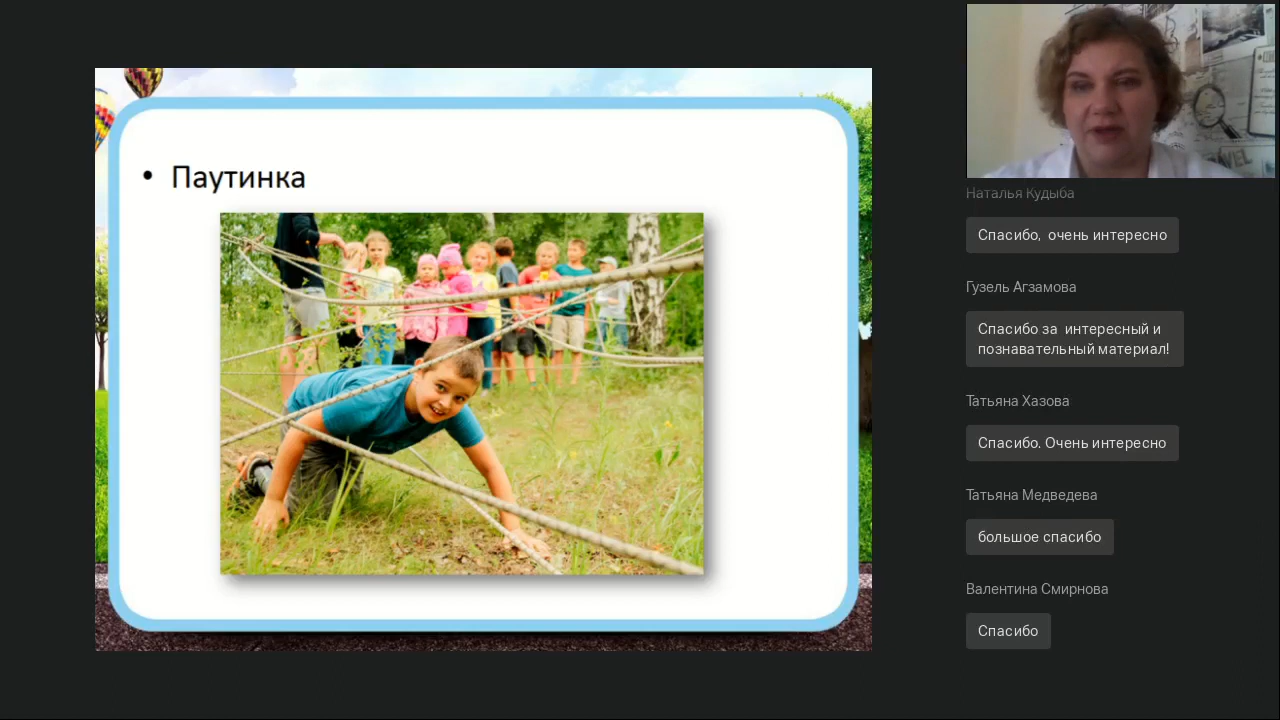 • Паутинка
Наталья Кудыба
Спасибо, очень интересно
Гузель Агзамова
Спасибо за интересный и
познавательный материал!
Татьяна Хазова
Спасибо. Очень интересно
Татьяна Медведева
большое спасибо
Валентина Смирнова
Спасибо